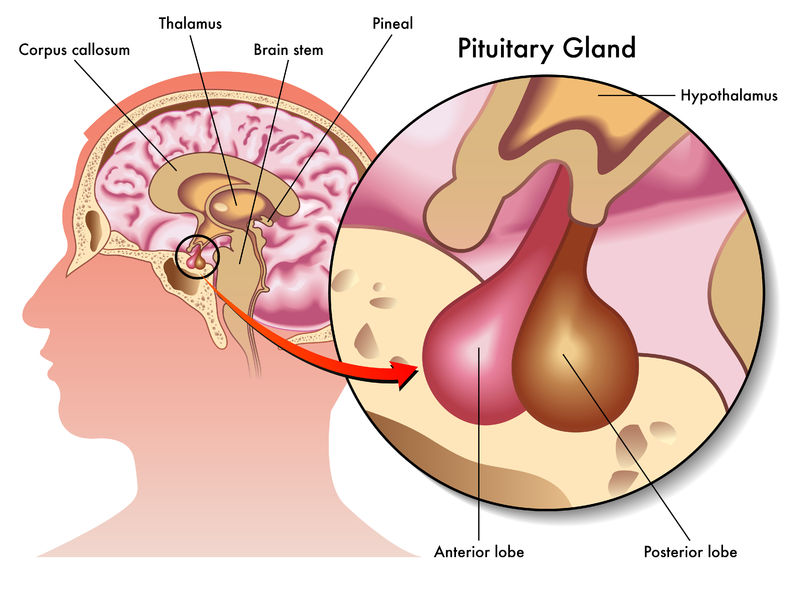 Thalamus
Pineal
Corpus callosum
Brain stem
Pituitary Gland
Hypothalamus
Anterior lobe
Posterior lobe